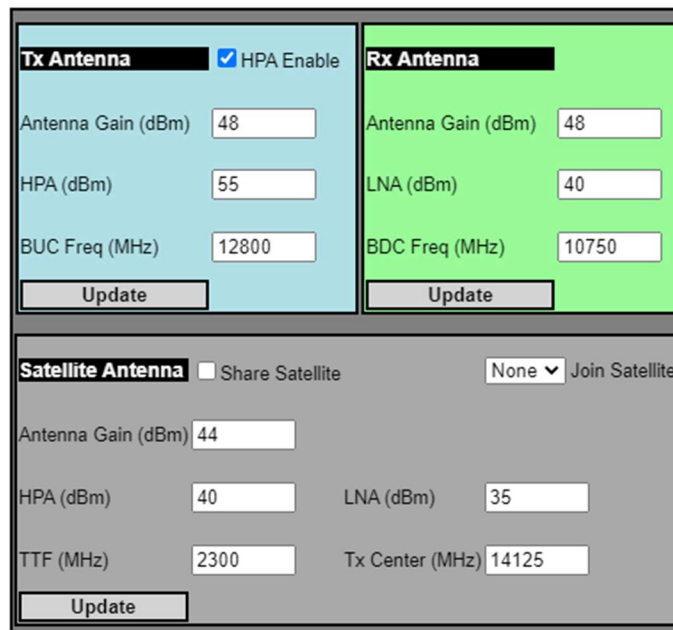 Tx Antenna HPA Enable
Antenna Gain (dBm) 48
HPA (dBm) 55
BUC Freq (MHz) 12800
Update
Rx Antenna
Antenna Gain (dBm) 48
LNA (dBm) 40
BDC Freq (MHz) 10750
Update
Satellite Antenna Share Satellite None Join Satellite
Antenna Gain (dBm) 44
HPA (dBm) 40 LNA (dBm) 35
TTF (MHz) 2300 Tx Center (MHz) 14125
Update